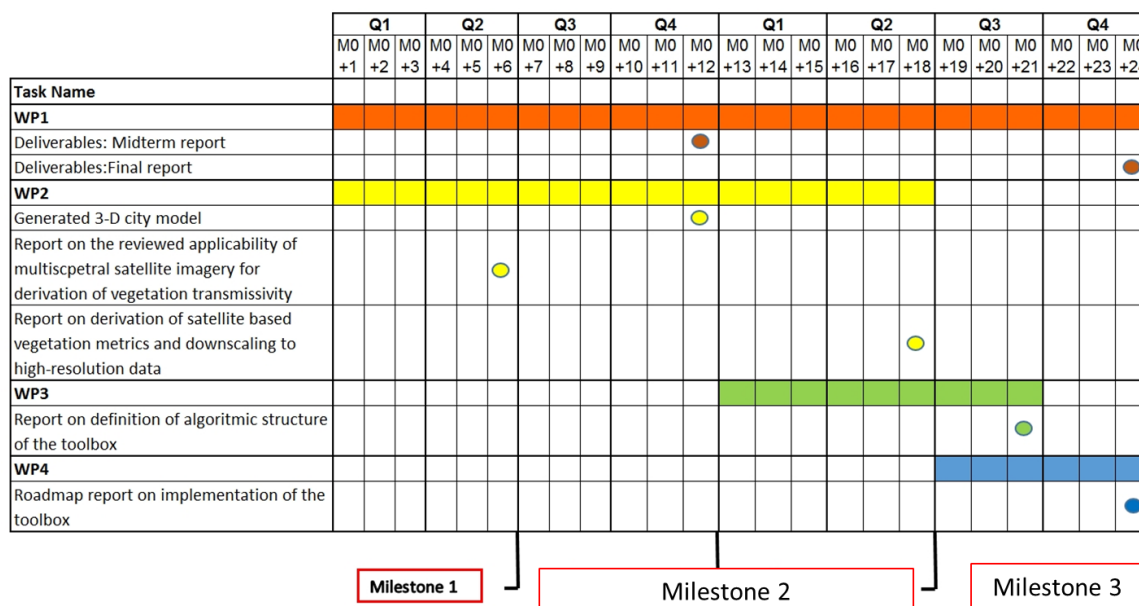 Q1 Q2 Q3 Q4 Q1 Q2 Q3 Q4
M0 M0 M0 M0 M0 M0 M0 M0 M0 M0 M0 M0 M0 M0 M0 M0 M0 M0 M0 M0 M0 M0 M0
+1 +2 +3 +4 +5 +6 +7 +8 +9 +10 +11 +12 +13 +14 +15 +16 +17 +18 +19 +20 +21 +22 +23
Task Name
WP1
Deliverables: Midterm report
Deliverables:Final report
WP2
Generated 3-D city model
Report on the reviewed applicability of
multiscpetral satellite imagery for
derivation of vegetation transmissivity
Report on derivation of satellite based
vegetation metrics and downscaling to
high-resolution data
WP3
Report on definition of algoritmic structure
of the toolbox
WP4
Roadmap report on implementation of the
toolbox
Milestone 1 Milestone 2 Milestone 3